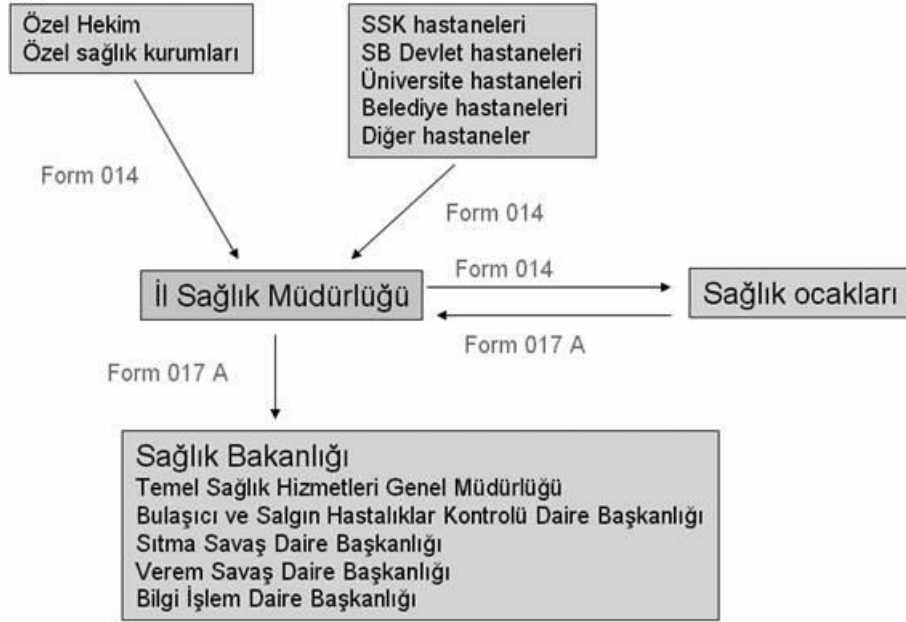 Özel Hekim
Özel sağlık kurumları
SSK hastaneleri
SB Devlet hastaneleri
Üniversite hastaneleri
Belediye hastaneleri
Diğer hastaneler
Form 014
Form 014
İl Sağlık Müdürlüğü
Form 014
Sağlık ocakları
Form 017 A
Form 017 A
Sağlık Bakanlığı
Temel Sağlık Hizmetleri Genel Müdürlüğü
Bulaşıcı ve Salgın Hastalıklar Kontrolü Daire Başkanlığı
Sıtma Savaş Daire Başkanlığı
Verem Savaş Daire Başkanlığı
Bilgi İşlem Daire Başkanlığı